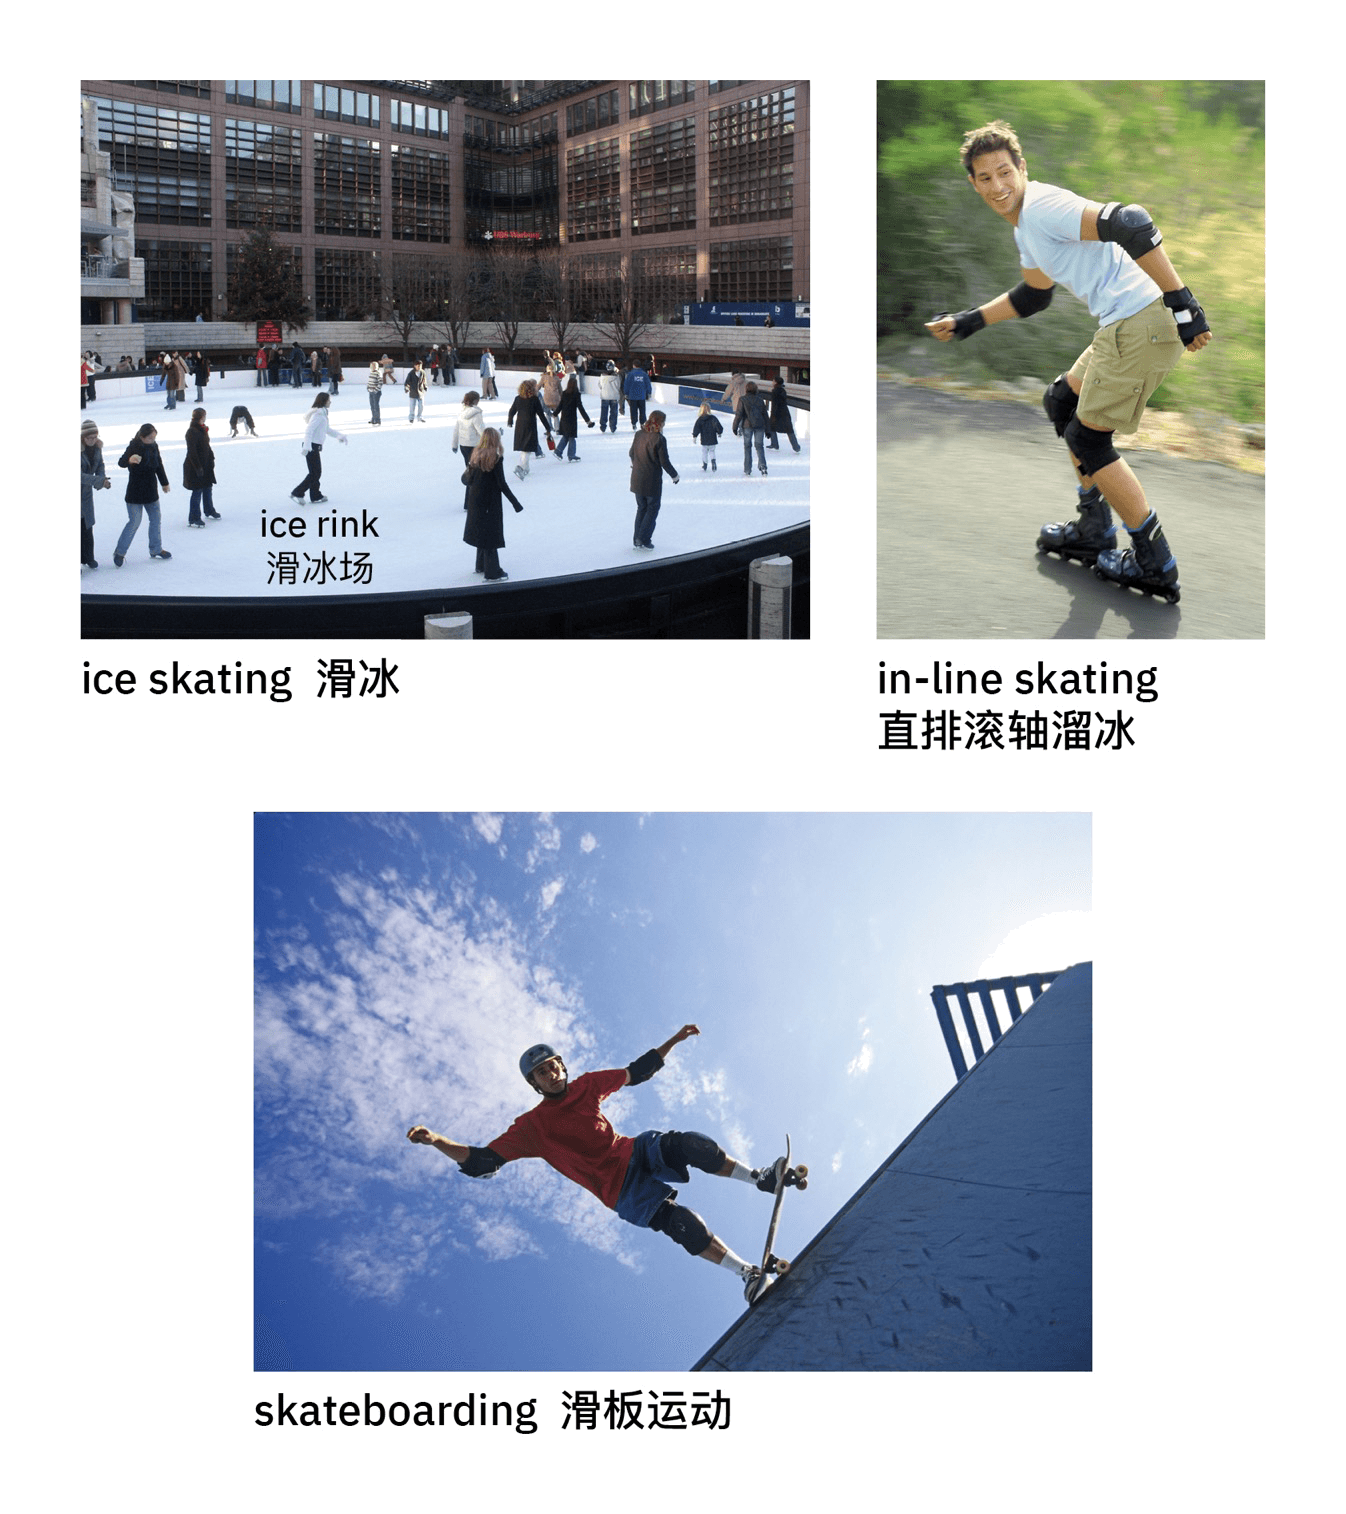 ice rink
滑冰场
ice skating 滑冰
in-line skating
直排滚轴溜冰
skateboarding 滑板运动